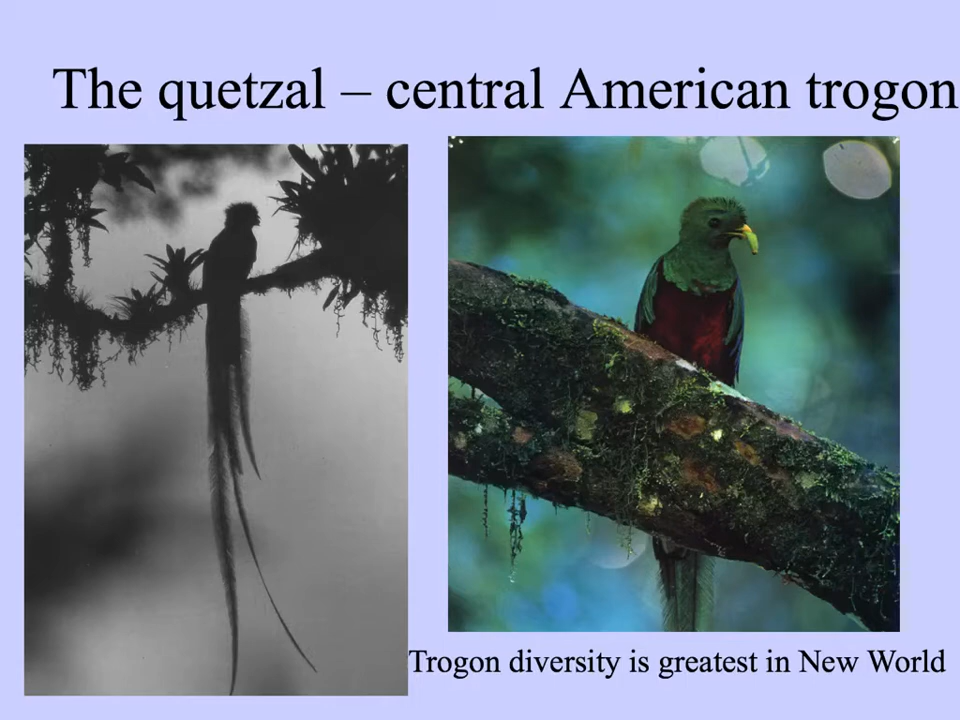 The quetzal – central American trogon
Trogon diversity is greatest in New World